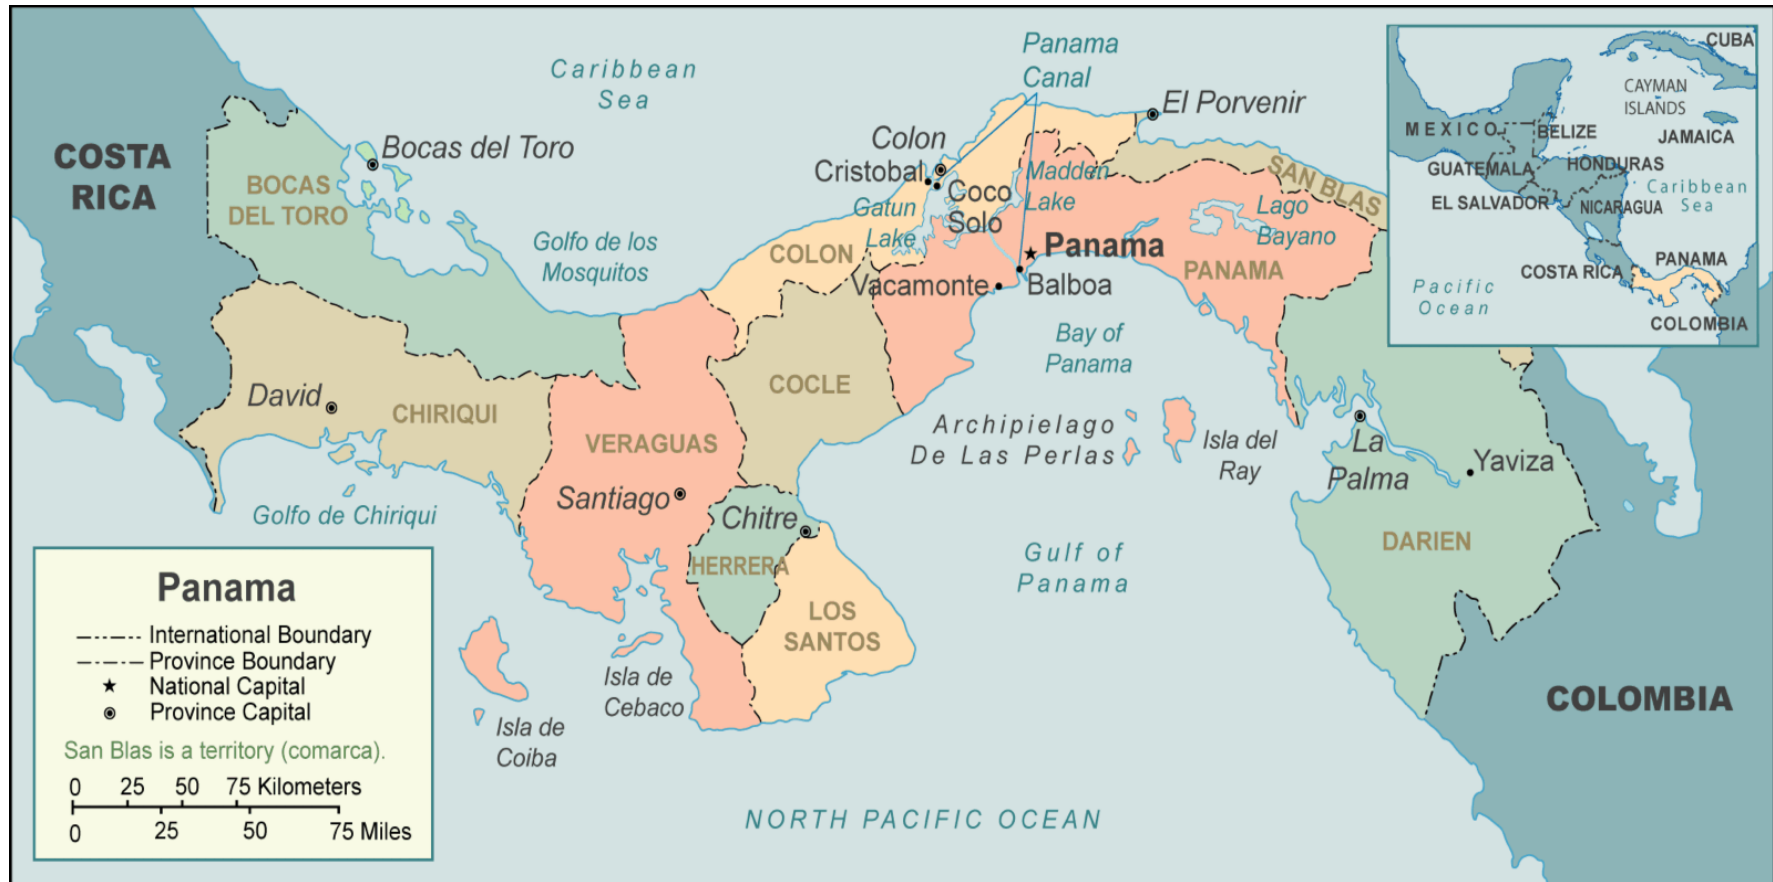 Caribbean
Sea
Panama
Canal
El Porvenir
Colon
Cristobal
Coco
Solo
Madden
Lake
Gatun
Lake
SAN BLAS
Lago
Bayano
COSTA
RICA
Bocas del Toro
BOCAS
DEL TORO
Golfo de los
Mosquitos
COLON
Panama
PANAMA
Vacamonte
Balboa
Bay of
Panama
David
CHIRIQUI
COCLE
VERAGUAS
Santiago
Archipielago
De Las Perlas
Isla del
Ray
La
Palma
Yaviza
Golfo de Chiriqui
Chitre
HERRERA
LOS
SANTOS
Gulf of
Panama
DARIEN
Isla de
Cebaco
Isla de
Coiba
COLOMBIA
NORTH PACIFIC OCEAN
CUBA
CAYMAN
ISLANDS
MEXICO
BELIZE
JAMAICA
GUATEMALA
HONDURAS
Caribbean
Sea
EL SALVADOR
NICARAGUA
PANAMA
COSTA RICA
Pacific
Ocean
COLOMBIA
Panama
International Boundary
Province Boundary
National Capital
Province Capital
San Blas is a territory (comarca).
0 25 50 75 Kilometers
0 25 50 75 Miles